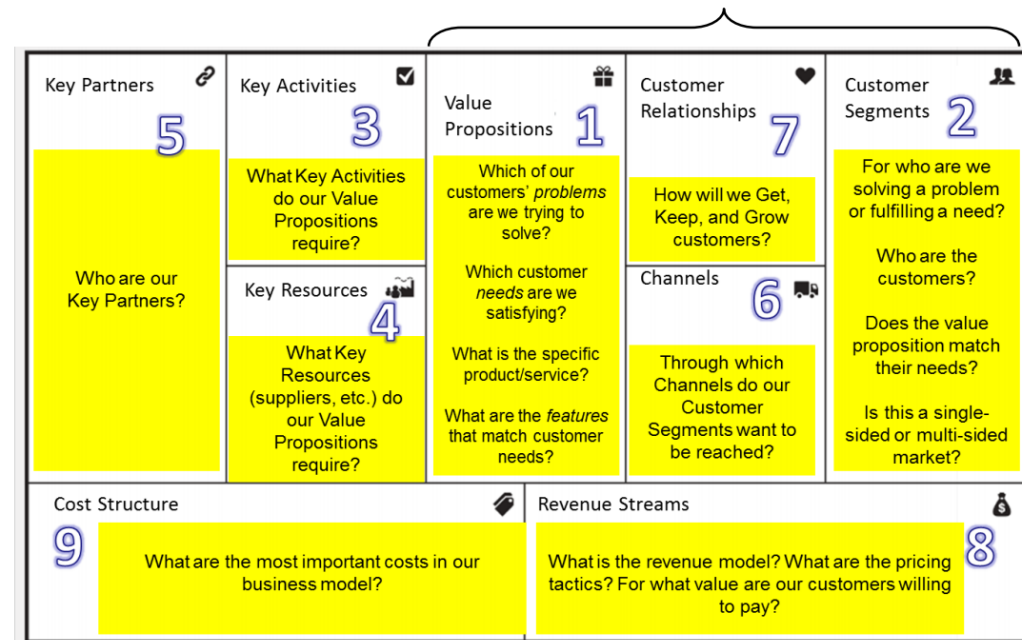 Key Partners
5
Who are our
Key Partners?
Key Activities
3
What Key Activities
do our Value
Propositions
require?
Key Resources
4
What Key
Resources
(suppliers, etc.) do
our Value
Propositions
require?
Value
Propositions
1
Which of our
customers' problems
are we trying to
solve?
Which customer
needs are we
satisfying?
What is the specific
product/service?
What are the features
that match customer
needs?
Customer
Relationships
7
How will we Get,
Keep, and Grow
customers?
Channels
6
Through which
Channels do our
Customer
Segments want to
be reached?
Customer
Segments
2
For who are we
solving a problem
or fulfilling a need?
Who are the
customers?
Does the value
proposition match
their needs?
Is this a single-
sided or multi-sided
market?
Cost Structure
9
What are the most important costs in our
business model?
Revenue Streams
$
8
What is the revenue model? What are the pricing
tactics? For what value are our customers willing
to pay?